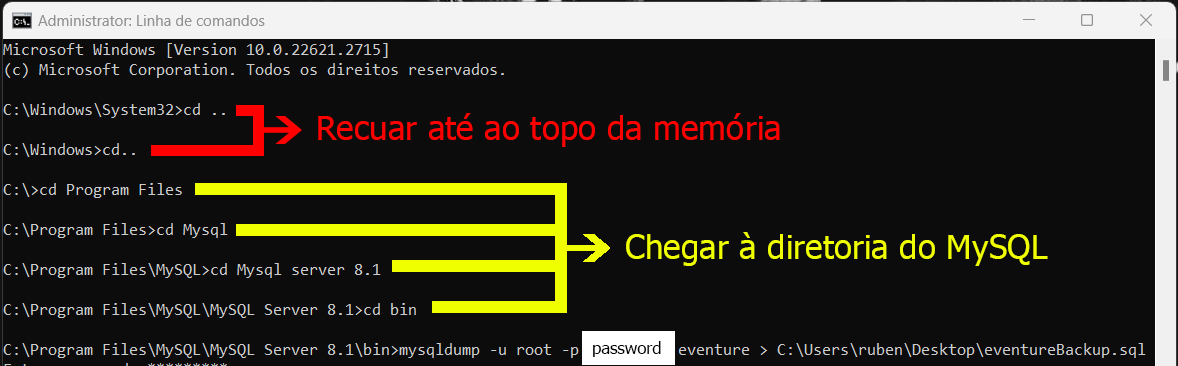 Administrator: Linha de comandos
Microsoft Windows [Version 10.0.22621.2715]
(c) Microsoft Corporation. Todos os direitos reservados.
C:\Windows\System32>cd ..
Recuar até ao topo da memória
C:\Windows>cd..
C:\>cd Program Files
C:\Program Files>cd Mysql
Chegar à diretoria do MySQL
C:\Program Files\MySQL>cd Mysql server 8.1
C:\Program Files\MySQL\MySQL Server 8.1>cd bin
C:\Program Files\MySQL\MySQL Server 8.1\bin>mysqldump -u root -p password eventure > C:\Users\ruben\Desktop\eventureBackup.sql